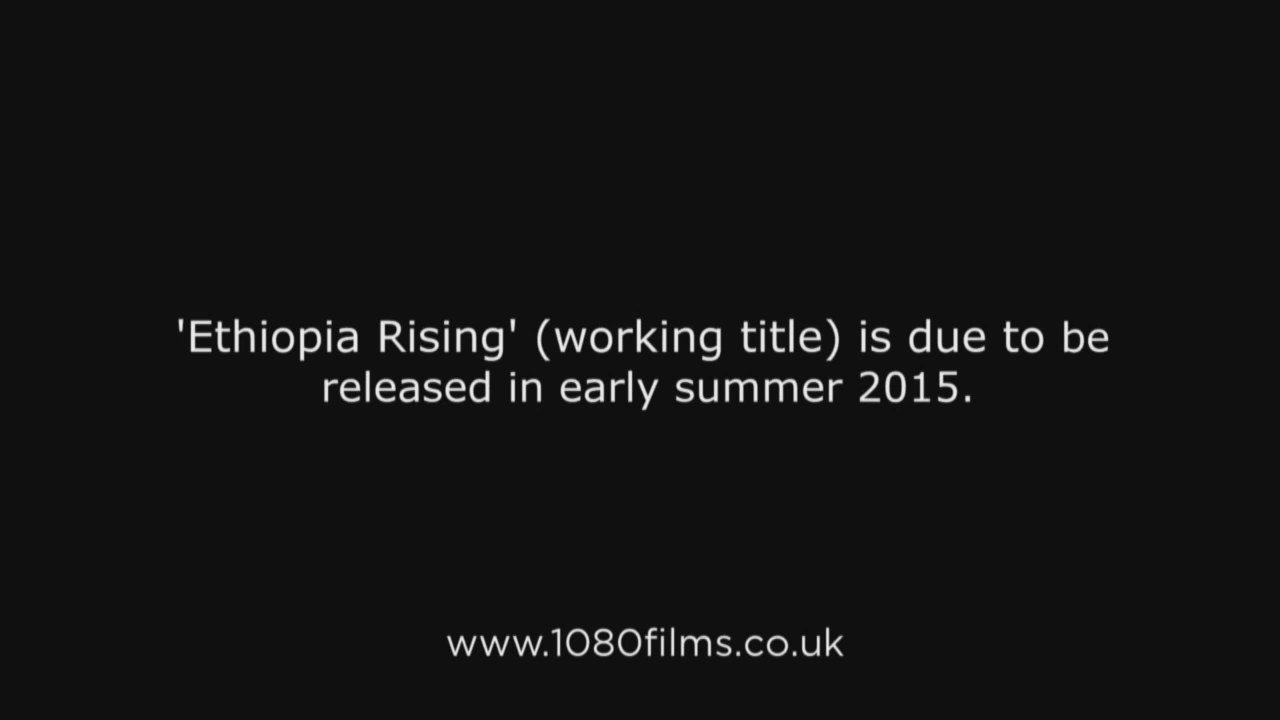 'Ethiopia Rising' (working title) is due to be
released in early summer 2015.
www.1080films.co.uk